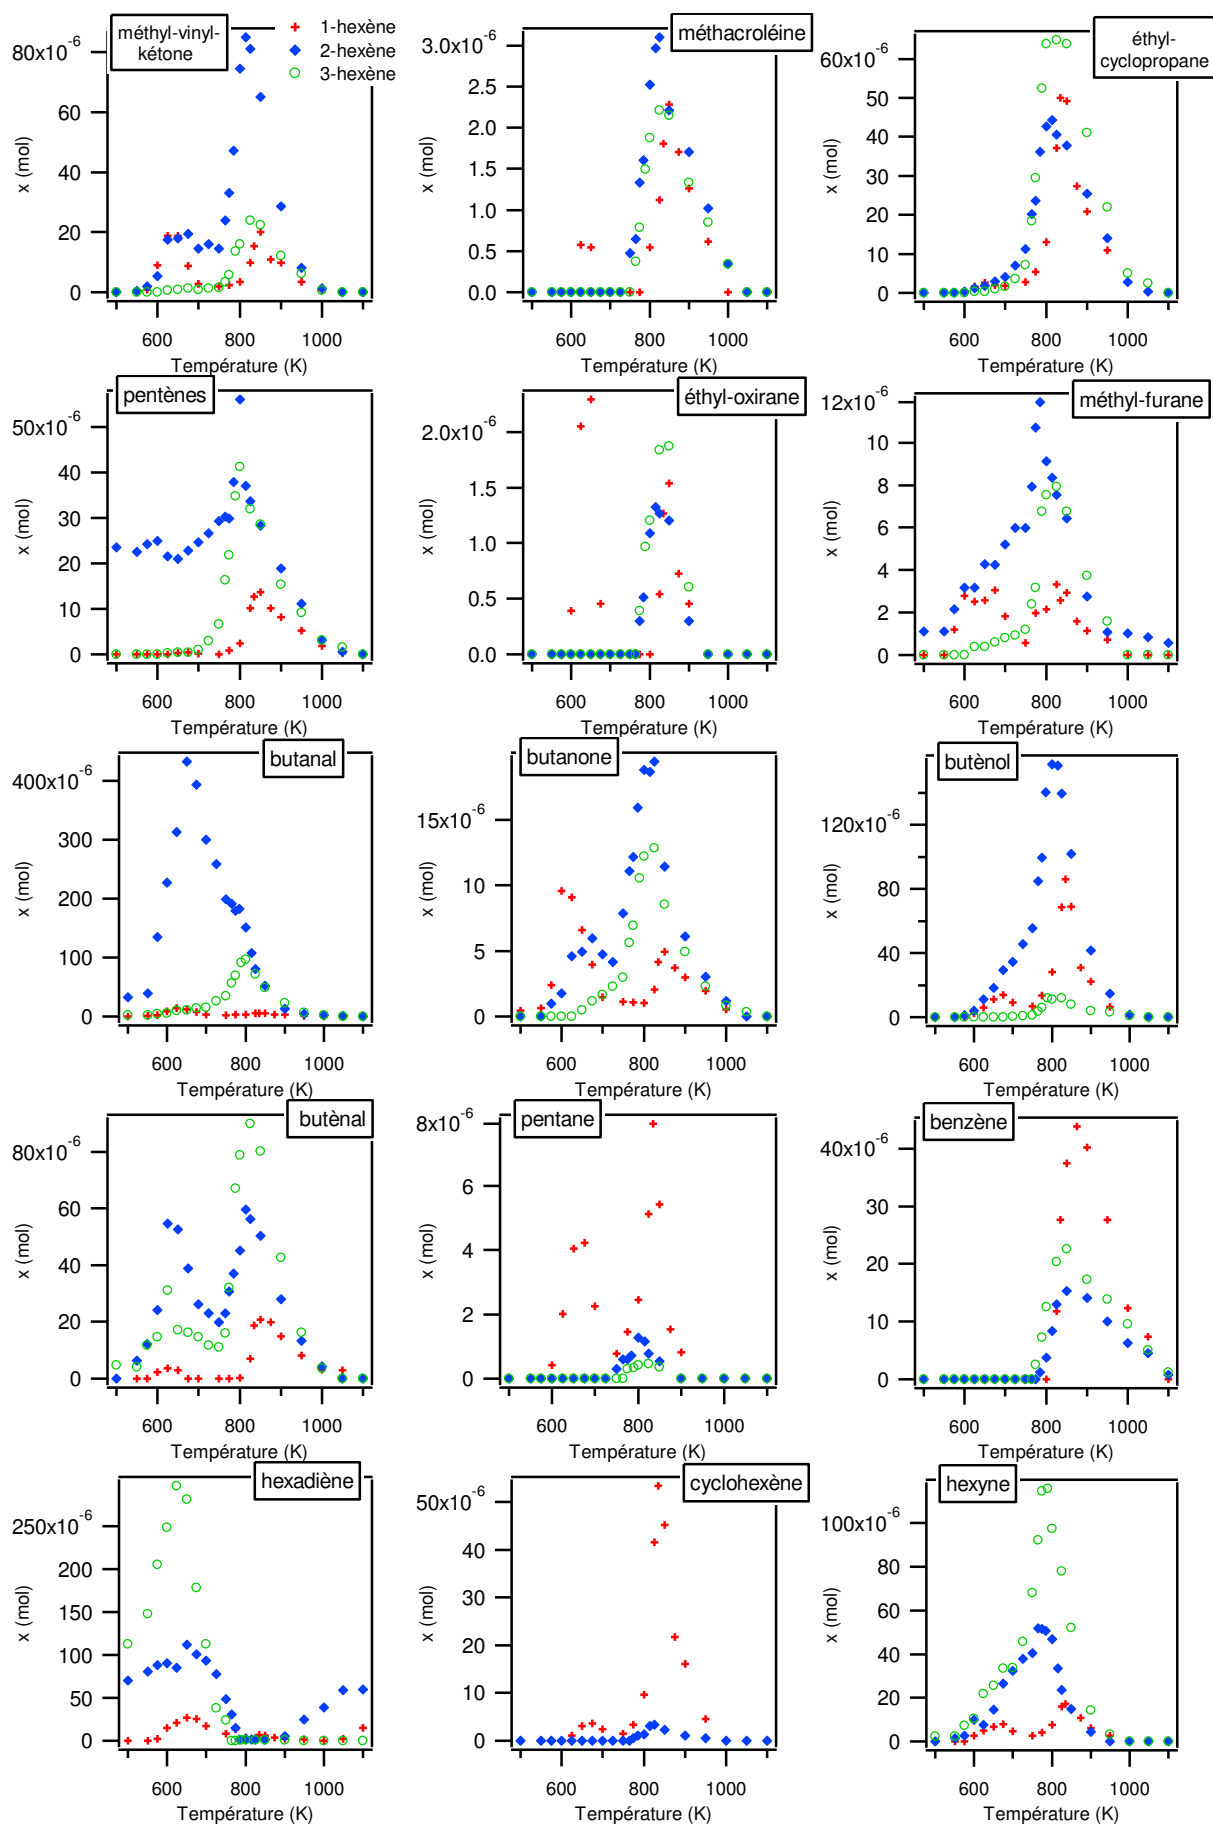 méthyl-vinyl-
kétone
1-hexène
2-hexène
3-hexène
80x10-6
60
40
20
0
x (mol)
600 800 1000
Température (K)
méthacroléine
3.0x10-6
2.5
2.0
1.5
1.0
0.5
0.0
x (mol)
600 800 1000
Température (K)
éthyl-
cyclopropane
60x10-6
50
40
30
20
10
0
x (mol)
600 800 1000
Température (K)
pentènes
50x10-6
40
30
20
10
0
x (mol)
600 800 1000
Température (K)
éthyl-oxirane
2.0x10-6
1.5
1.0
0.5
0.0
x (mol)
600 800 1000
Température (K)
méthyl-furane
12x10-6
10
8
6
4
2
0
x (mol)
600 800 1000
Température (K)
butanal
400x10-6
300
200
100
0
x (mol)
600 800 1000
Température (K)
butanone
15x10-6
10
5
0
x (mol)
600 800 1000
Température (K)
butènol
120x10-6
80
40
0
x (mol)
600 800 1000
Température (K)
butènal
80x10-6
60
40
20
0
x (mol)
600 800 1000
Température (K)
pentane
8x10-6
6
4
2
0
x (mol)
600 800 1000
Température (K)
benzène
40x10-6
30
20
10
0
x (mol)
600 800 1000
Température (K)
hexadiène
250x10-6
200
150
100
50
0
x (mol)
600 800 1000
Température (K)
cyclohexène
50x10-6
40
30
20
10
0
x (mol)
600 800 1000
Température (K)
hexyne
100x10-6
80
60
40
20
0
x (mol)
600 800 1000
Température (K)